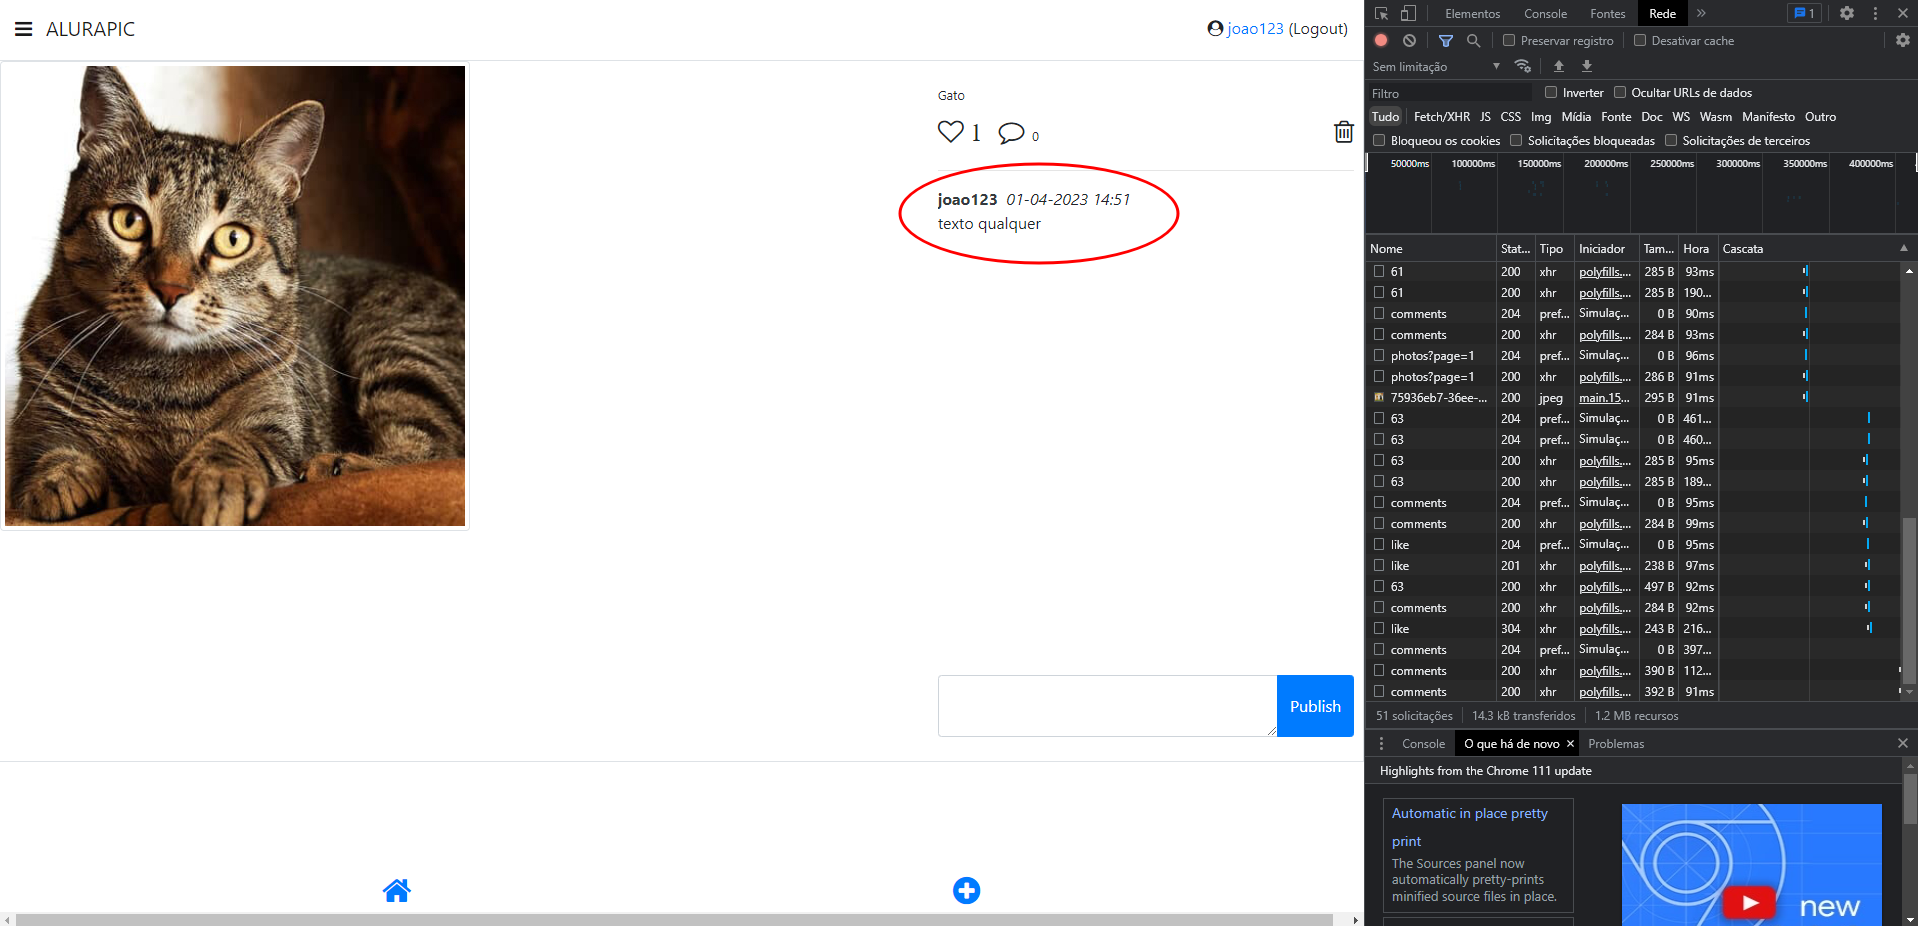 ALURAPIC
joao123 (Logout)
Gato
1 0
joao123 01-04-2023 14:51
texto qualquer
Publish
Elementos Console Fontes Rede 1
Preservar registro Desativar cache
Sem limitação
Filtro Inverter Ocultar URLs de dados
Tudo Fetch/XHR JS CSS Img Mídia Fonte Doc WS Wasm Manifesto Outro
Bloqueou os cookies Solicitações bloqueadas Solicitações de terceiros
50000ms 100000ms 150000ms 200000ms 250000ms 300000ms 350000ms 400000ms
Nome Stat... Tipo Iniciador Tam... Hora Cascata
61 200 xhr polyfills.... 285 B 93ms
61 200 xhr polyfills.... 285 B 190...
comments 204 pref... Simulaç... 0 B 90ms
comments 200 xhr polyfills.... 284 B 93ms
photos?page=1 204 pref... Simulaç... 0 B 96ms
photos?page=1 200 xhr polyfills.... 286 B 91ms
75936eb7-36ee-... 200 jpeg main.15... 295 B 91ms
63 204 pref... Simulaç... 0 B 461...
63 204 pref... Simulaç... 0 B 460...
63 200 xhr polyfills.... 285 B 95ms
63 200 xhr polyfills.... 285 B 189...
comments 204 pref... Simulaç... 0 B 95ms
comments 200 xhr polyfills.... 284 B 99ms
like 204 pref... Simulaç... 0 B 95ms
like 201 xhr polyfills.... 238 B 97ms
63 200 xhr polyfills.... 497 B 92ms
comments 200 xhr polyfills.... 284 B 92ms
like 304 xhr polyfills.... 243 B 216...
comments 204 pref... Simulaç... 0 B 397...
comments 200 xhr polyfills.... 390 B 112...
comments 200 xhr polyfills.... 392 B 91ms
51 solicitações 14.3 kB transferidos 1.2 MB recursos
Console O que há de novo Problemas
Highlights from the Chrome 111 update
Automatic in place pretty
print
The Sources panel now
automatically pretty-prints
minified source files in place.
new